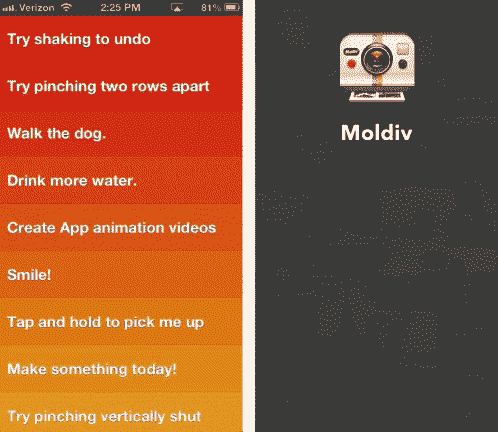 Verizon 2:25 PM 81%
Try shaking to undo
Try pinching two rows apart
Walk the dog.
Drink more water.
Create App animation videos
Smile!
Tap and hold to pick me up
Make something today!
Try pinching vertically shut
Moldiv